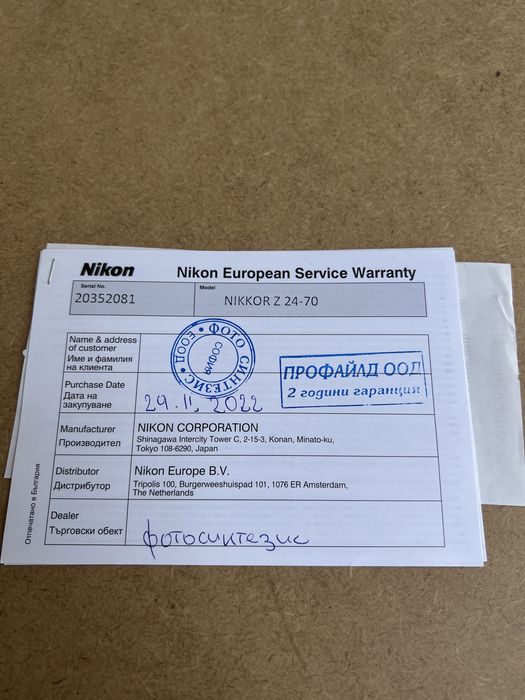 Nikon
Nikon European Service Warranty
Serial No.
20352081
Model
NIKKOR Z 24-70
Name & address
of customer
Име и фамилия
на клиента
ФОТО СИНТЕЗИС • ЕООД •
СОФИЯ
ПРОФАЙЛД ООД
2 години гаранция
Purchase Date
Дата на
закупуване
29.11.2022
Manufacturer
Производител
NIKON CORPORATION
Shinagawa Intercity Tower C, 2-15-3, Konan, Minato-ku,
Tokyo 108-6290, Japan
Distributor
Дистрибутор
Nikon Europe B.V.
Tripolis 100, Burgerweeshuispad 101, 1076 ER Amsterdam,
The Netherlands
Dealer
Търговски обект
фотосинтезис
Отпечатано в България